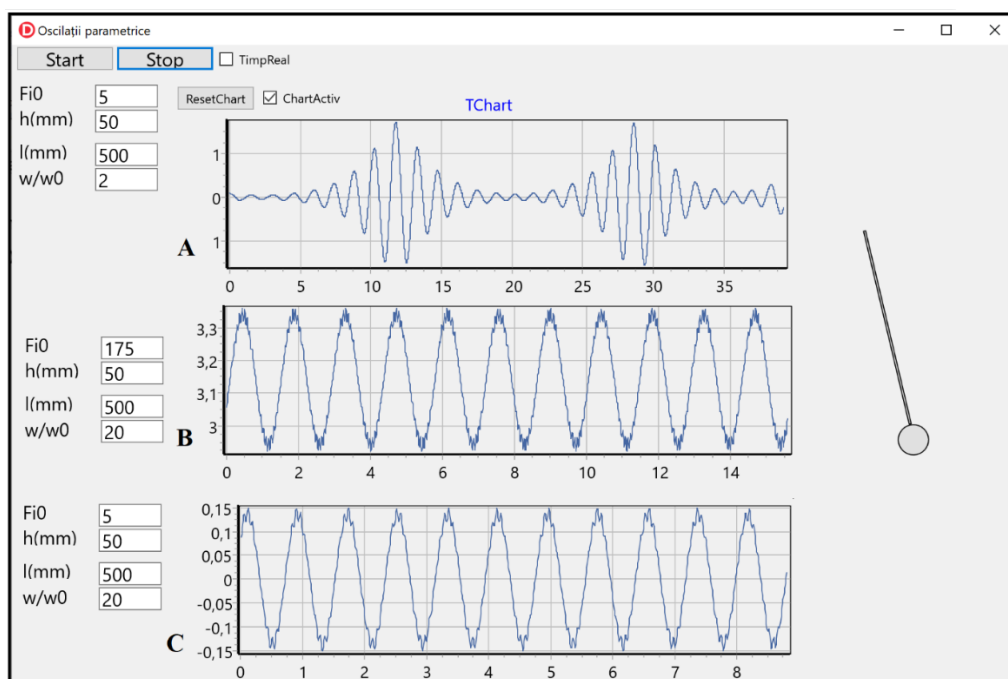 Oscilații parametrice
Start Stop TimpReal
Fi0 5
h(mm) 50
l(mm) 500
w/w0 2
ResetChart ChartActiv
TChart
1
0
1
A
0 5 10 15 20 25 30 35
Fi0 175
h(mm) 50
l(mm) 500
w/w0 20
3,3
3,2
3,1
3
B
0 2 4 6 8 10 12 14
Fi0 5
h(mm) 50
l(mm) 500
w/w0 20
0,15
0,1
0,05
0
-0,05
-0,1
-0,15
C
0 1 2 3 4 5 6 7 8